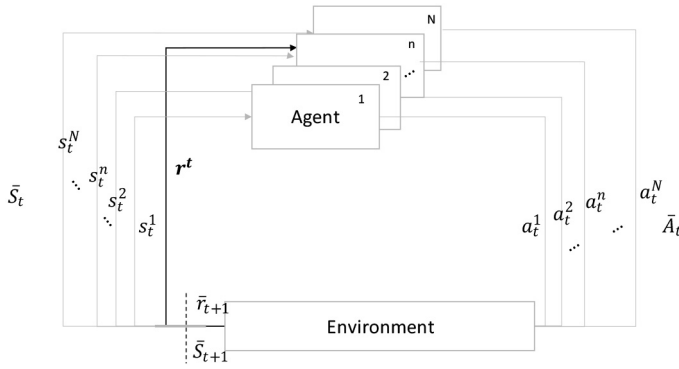 N
n
...
2
1
Agent
s_t^N
...
s_t^n
s_t^2
...
s_t^1
S̄_t
r^t
a_t^1
a_t^2
...
a_t^n
...
a_t^N
Ā_t
r̄_{t+1}
S̄_{t+1}
Environment